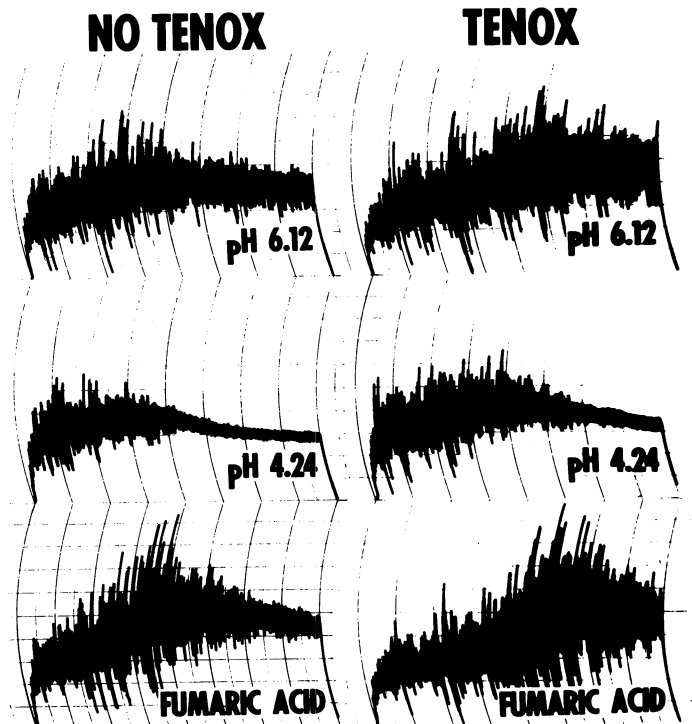 NO TENOX
TENOX
pH 6.12
pH 6.12
pH 4.24
pH 4.24
FUMARIC ACID
FUMARIC ACID